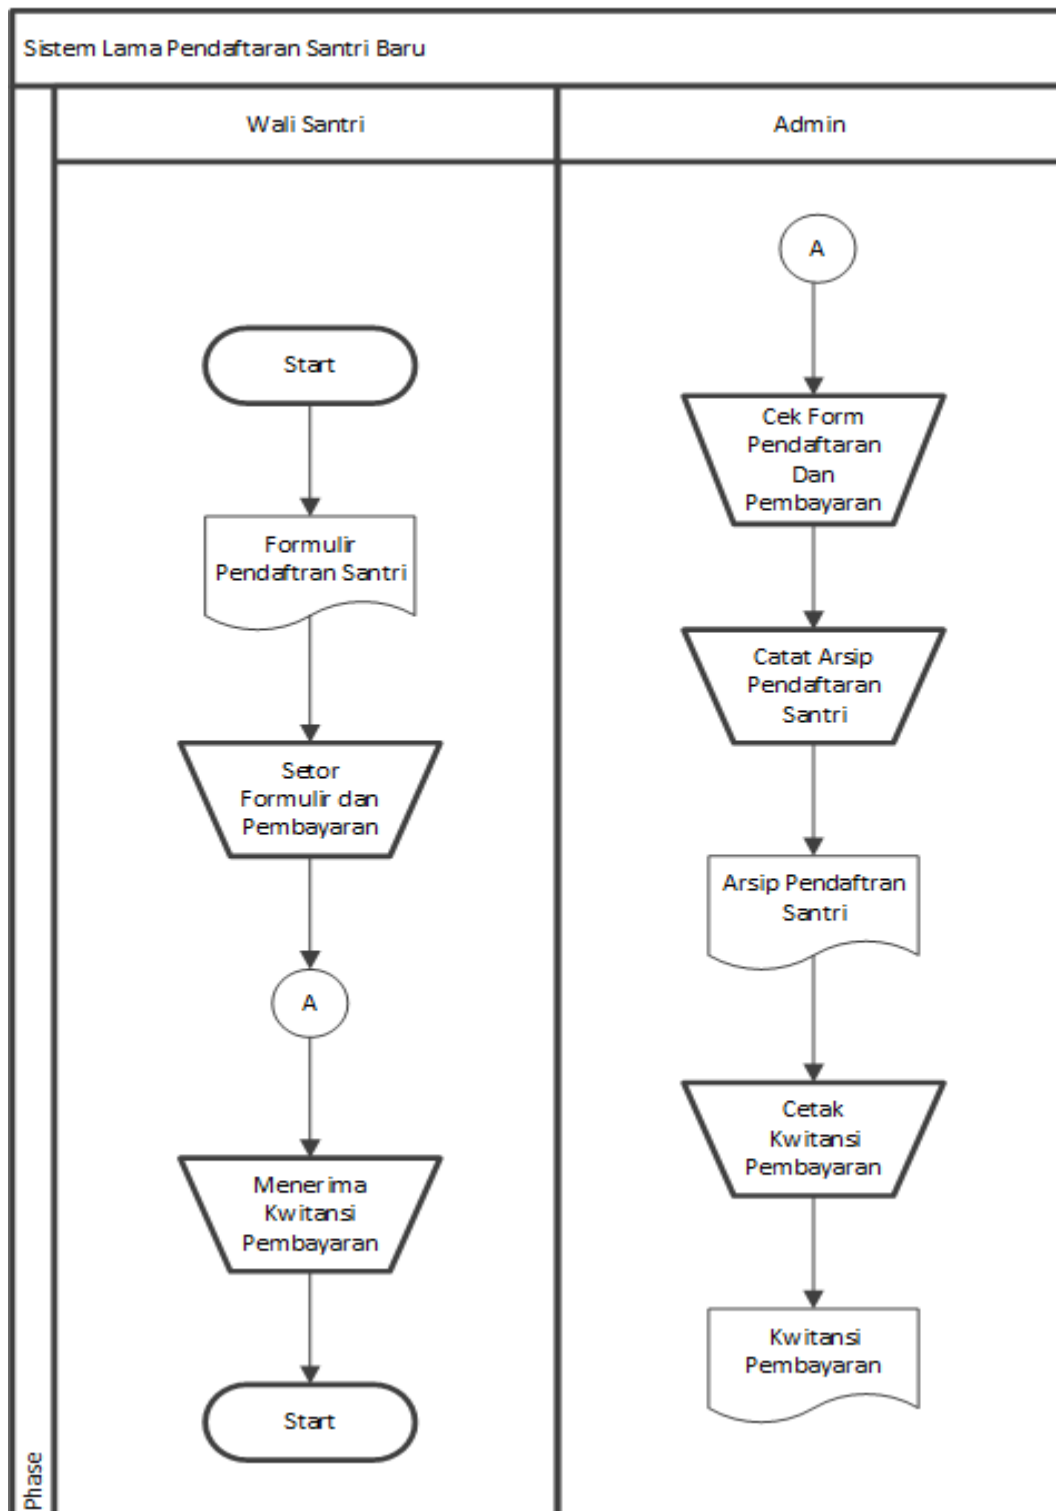 Sistem Lama Pendaftaran Santri Baru
Wali Santri
Admin
Start
Formulir
Pendaftran Santri
Setor
Formulir dan
Pembayaran
A
Menerima
Kwitansi
Pembayaran
Start
A
Cek Form
Pendaftaran
Dan
Pembayaran
Catat Arsip
Pendaftaran
Santri
Arsip Pendaftran
Santri
Cetak
Kwitansi
Pembayaran
Kwitansi
Pembayaran
Phase